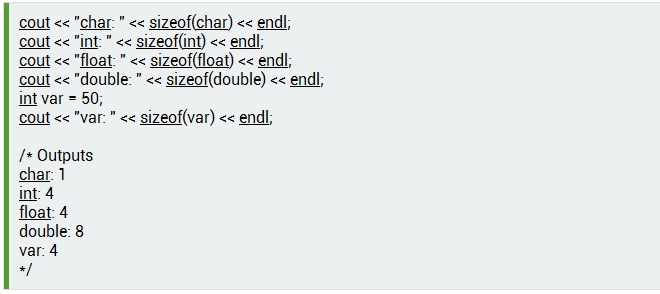 cout << "char: " << sizeof(char) << endl;
cout << "int: " << sizeof(int) << endl;
cout << "float: " << sizeof(float) << endl;
cout << "double: " << sizeof(double) << endl;
int var = 50;
cout << "var: " << sizeof(var) << endl;

/* Outputs
char: 1
int: 4
float: 4
double: 8
var: 4
*/